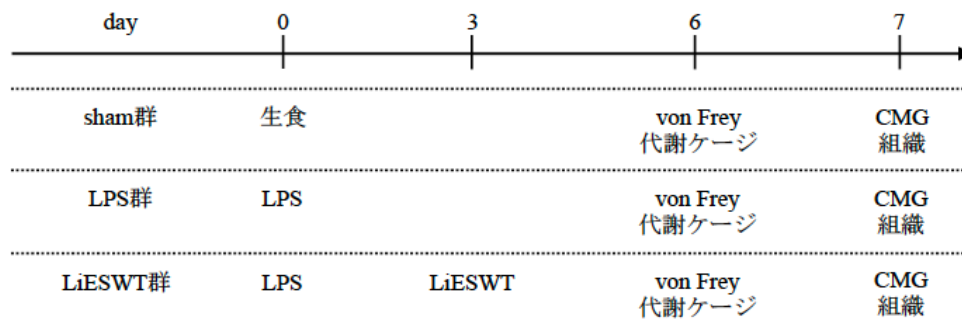 day 0 3 6 7
sham群 生食 von Frey CMG
代謝ケージ 組織
LPS群 LPS von Frey CMG
代謝ケージ 組織
LiESWT群 LPS LiESWT von Frey CMG
代謝ケージ 組織